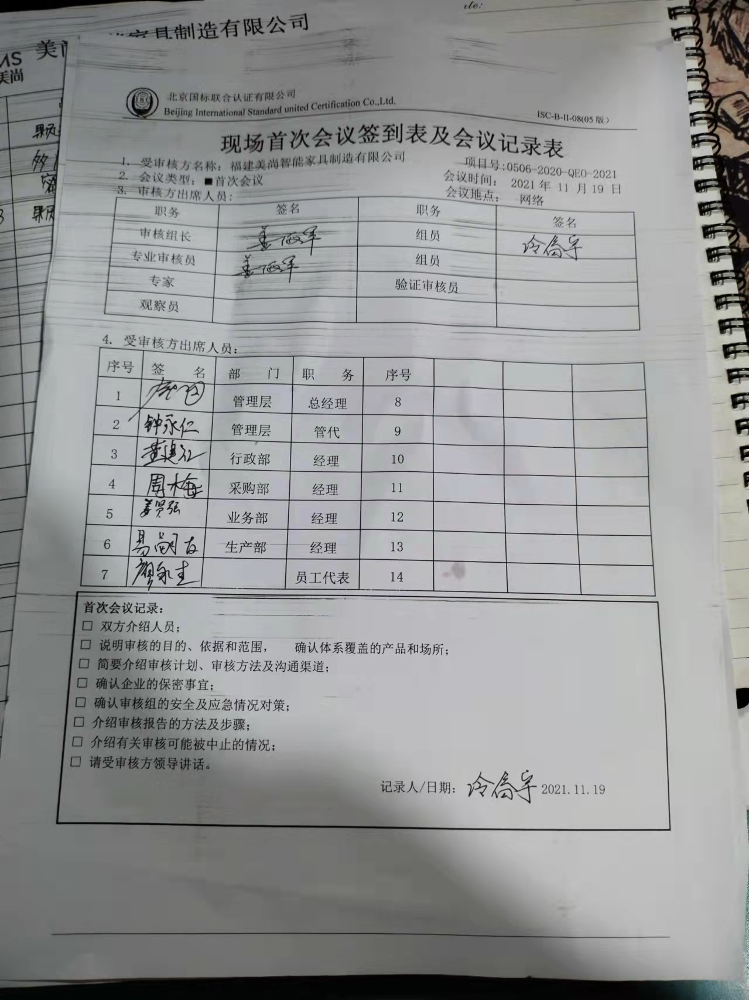 家具制造有限公司
美
MS
美尚
北京国标联合认证有限公司
Beijing International Standard united Certification Co.,Ltd.
ISC-B-II-08(05 版)
现场首次会议签到表及会议记录表
1. 受审核方名称：福建美尚智能家具制造有限公司 项目号:0506-2020-QEO-2021
2. 会议类型：■首次会议 会议时间： 2021 年 11 月 19 日
3. 审核方出席人员： 会议地点： 网络
职务 签名 职务 签名
审核组长 组员
专业审核员 组员
专家 验证审核员
观察员
4. 受审核方出席人员：
序号 签 名 部 门 职 务 序号
1 管理层 总经理 8
2 钟永仁 管理层 管代 9
3 行政部 经理 10
4 周木梅 采购部 经理 11
5 姜贤强 业务部 经理 12
6 生产部 经理 13
7 廖永生 员工代表 14
首次会议记录：
□ 双方介绍人员；
□ 说明审核的目的、依据和范围， 确认体系覆盖的产品和场所；
□ 简要介绍审核计划、审核方法及沟通渠道；
□ 确认企业的保密事宜；
□ 确认审核组的安全及应急情况对策；
□ 介绍审核报告的方法及步骤；
□ 介绍有关审核可能被中止的情况；
□ 请受审核方领导讲话。
记录人/日期： 2021.11.19